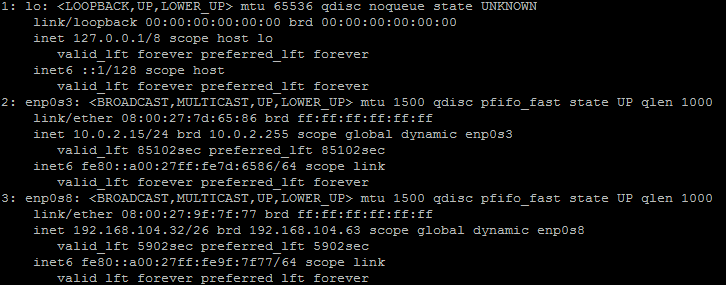 1: lo: <LOOPBACK,UP,LOWER_UP> mtu 65536 qdisc noqueue state UNKNOWN
link/loopback 00:00:00:00:00:00 brd 00:00:00:00:00:00
inet 127.0.0.1/8 scope host lo
valid_lft forever preferred_lft forever
inet6 ::1/128 scope host
valid_lft forever preferred_lft forever
2: enp0s3: <BROADCAST,MULTICAST,UP,LOWER_UP> mtu 1500 qdisc pfifo_fast state UP qlen 1000
link/ether 08:00:27:7d:65:86 brd ff:ff:ff:ff:ff:ff
inet 10.0.2.15/24 brd 10.0.2.255 scope global dynamic enp0s3
valid_lft 85102sec preferred_lft 85102sec
inet6 fe80::a00:27ff:fe7d:6586/64 scope link
valid_lft forever preferred_lft forever
3: enp0s8: <BROADCAST,MULTICAST,UP,LOWER_UP> mtu 1500 qdisc pfifo_fast state UP qlen 1000
link/ether 08:00:27:9f:7f:77 brd ff:ff:ff:ff:ff:ff
inet 192.168.104.32/26 brd 192.168.104.63 scope global dynamic enp0s8
valid_lft 5902sec preferred_lft 5902sec
inet6 fe80::a00:27ff:fe9f:7f77/64 scope link
valid_lft forever preferred_lft forever